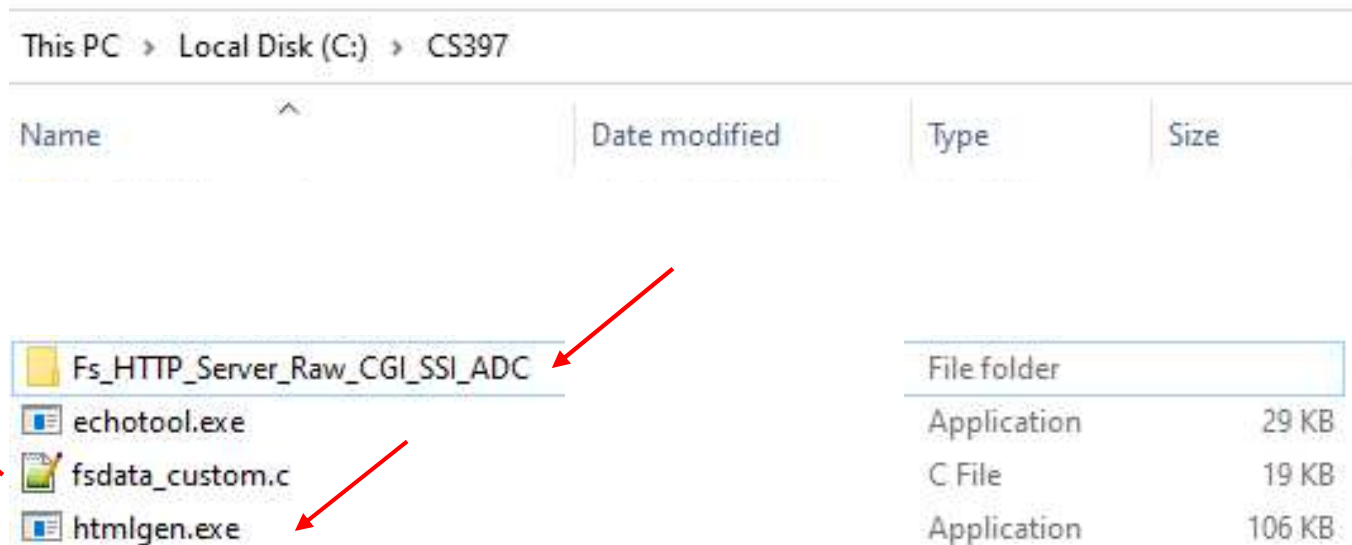 This PC > Local Disk (C:) > CS397
Name Date modified Type Size
Fs_HTTP_Server_Raw_CGI_SSI_ADC File folder
echotool.exe Application 29 KB
fsdata_custom.c C File 19 KB
htmlgen.exe Application 106 KB